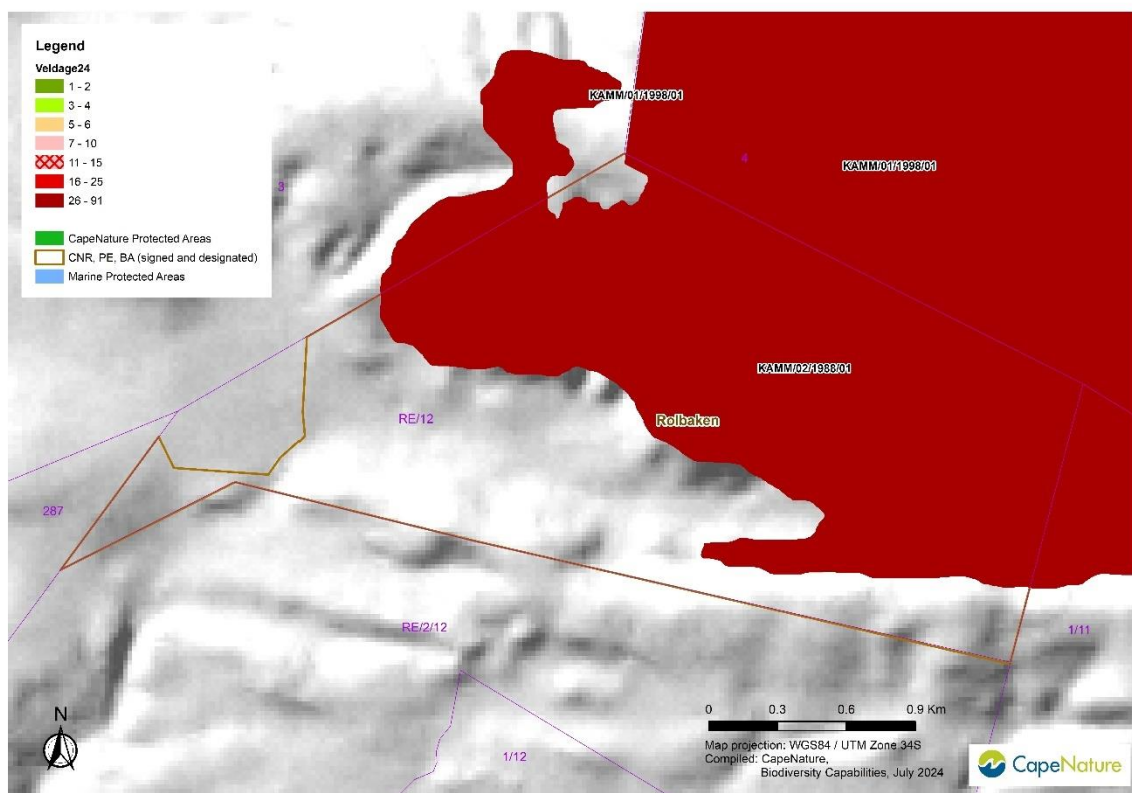 Legend
Veldage24
1 - 2
3 - 4
5 - 6
7 - 10
11 - 15
16 - 25
26 - 91
CapeNature Protected Areas
CNR, PE, BA (signed and designated)
Marine Protected Areas
KAMM/01/1998/01
4
KAMM/01/1998/01
3
KAMM/02/1988/01
RE/12
Rolbaken
287
RE/2/12
1/11
N
0 0.3 0.6 0.9 Km
Map projection: WGS84 / UTM Zone 34S
Compiled: CapeNature,
Biodiversity Capabilities, July 2024
1/12
CapeNature